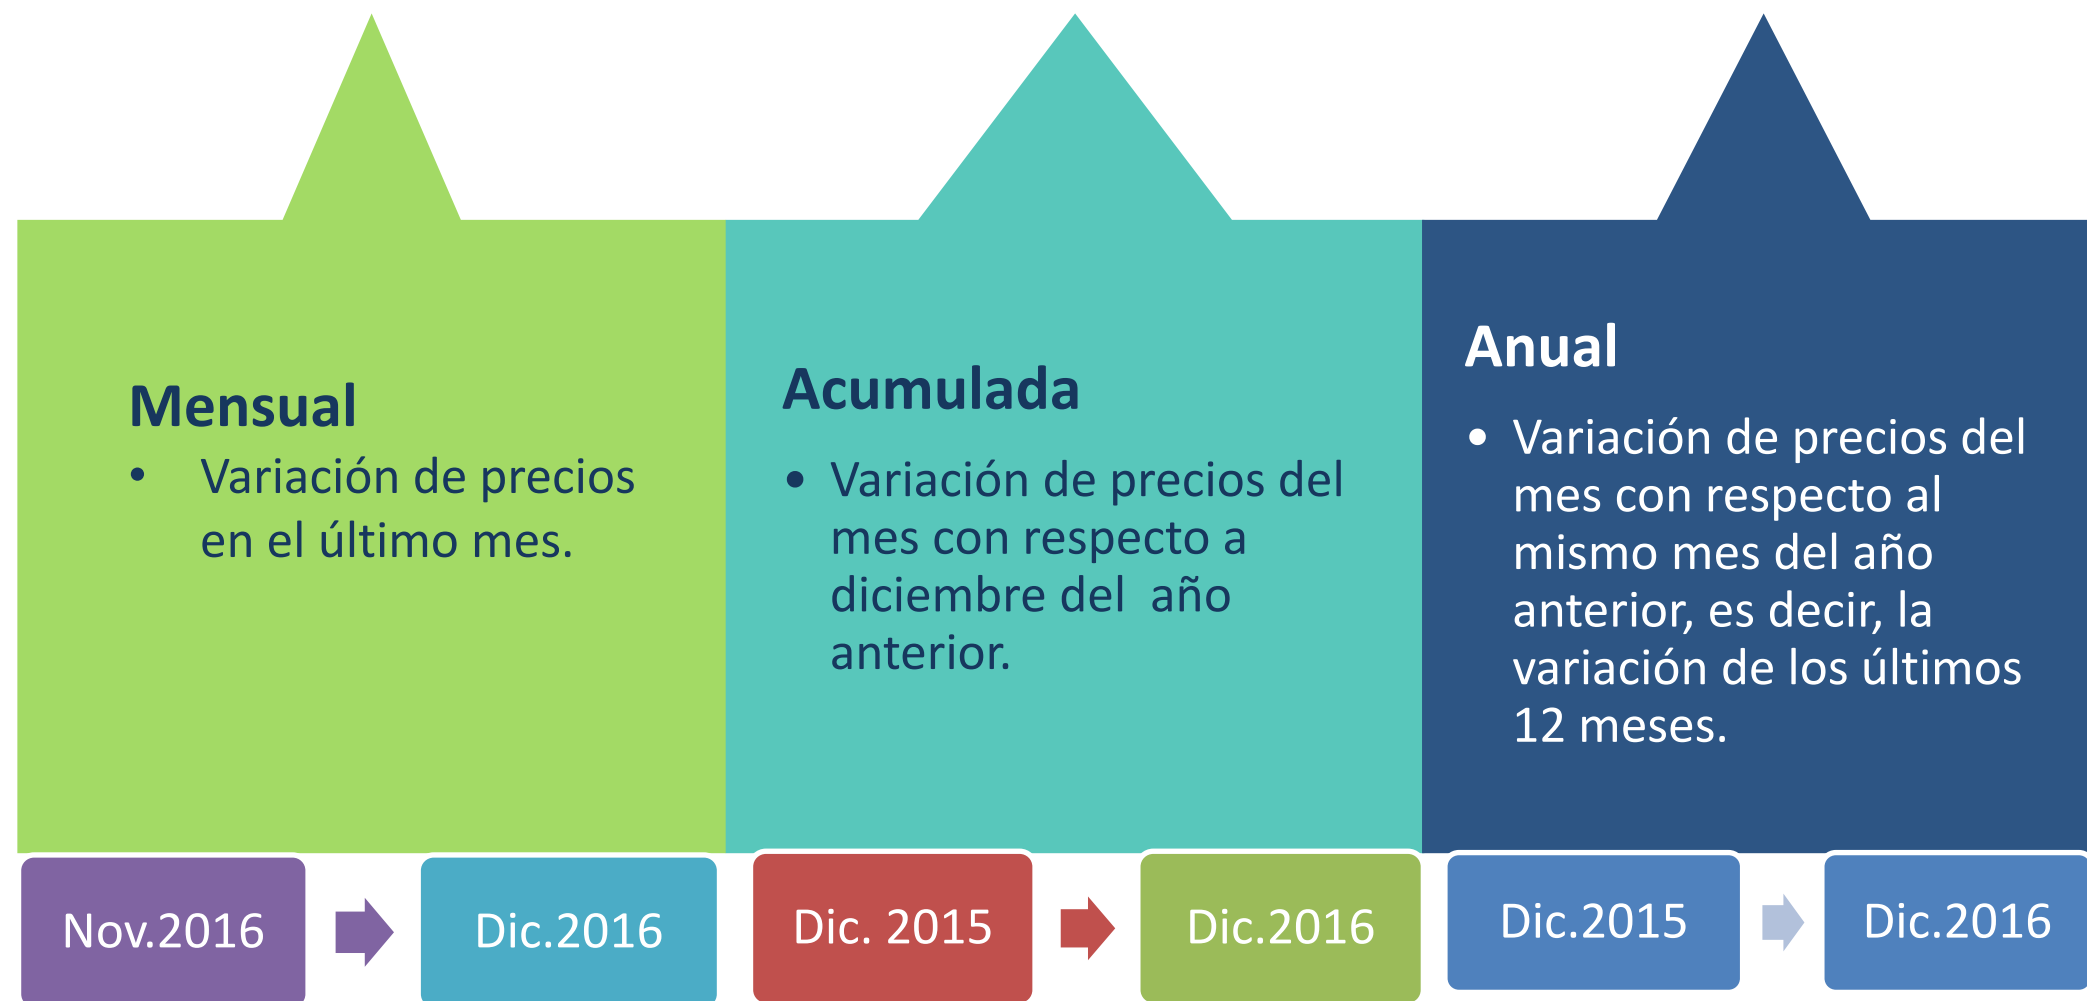 Mensual
• Variación de precios
en el último mes.
Acumulada
• Variación de precios del
mes con respecto a
diciembre del  año
anterior.
Anual
• Variación de precios del
mes con respecto al
mismo mes del año
anterior, es decir, la
variación de los últimos
12 meses.
Nov.2016
Dic.2016
Dic. 2015
Dic.2016
Dic.2015
Dic.2016